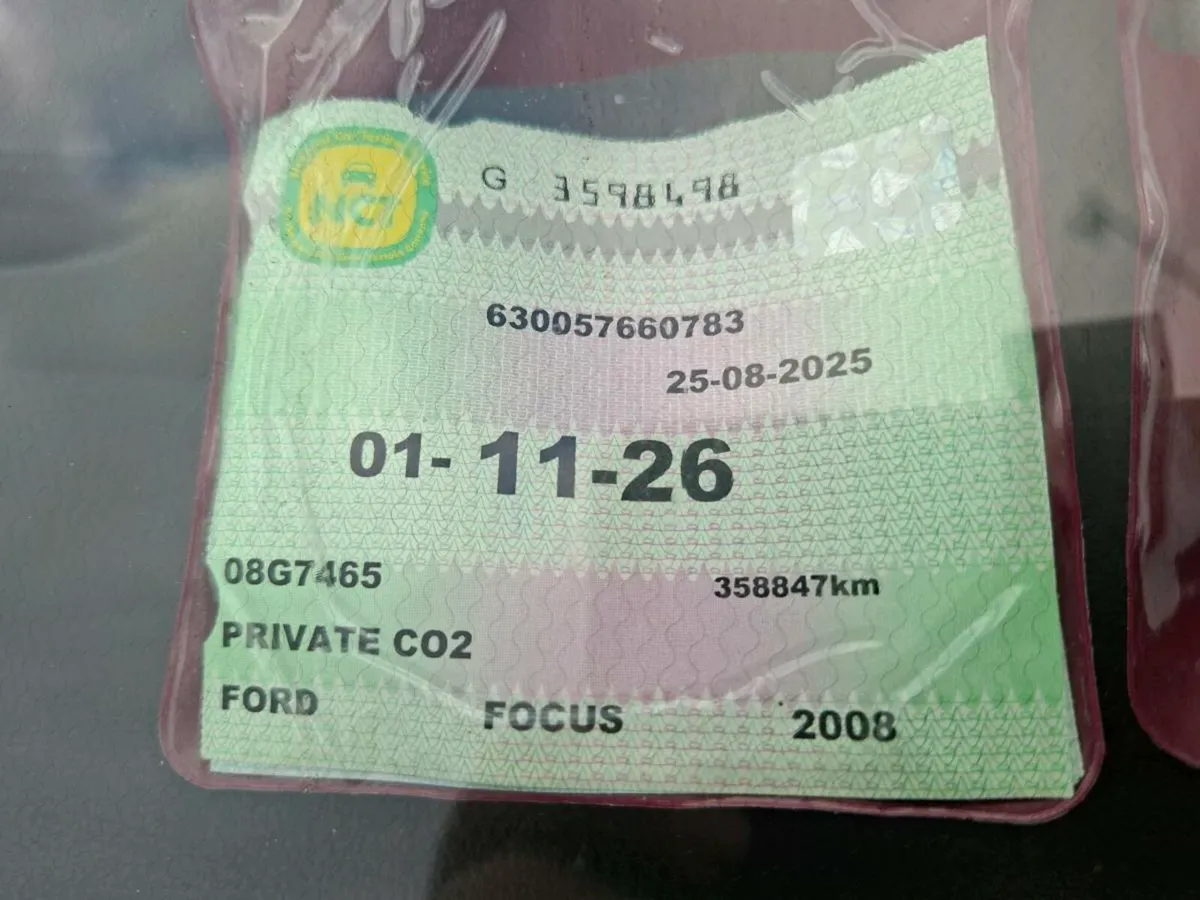 NCT
G 3598498
630057660783
25-08-2025
01-11-26
08G7465 358847km
PRIVATE CO2
FORD FOCUS 2008